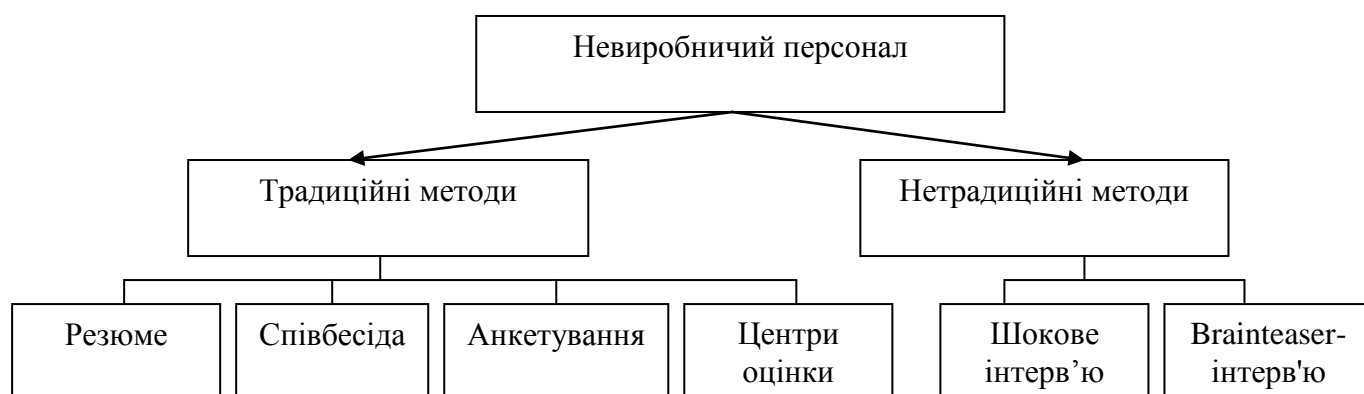 Невиробничий персонал
Традиційні методи
Нетрадиційні методи
Резюме
Співбесіда
Анкетування
Центри
оцінки
Шокове
інтерв’ю
Brainteaser-
інтерв'ю